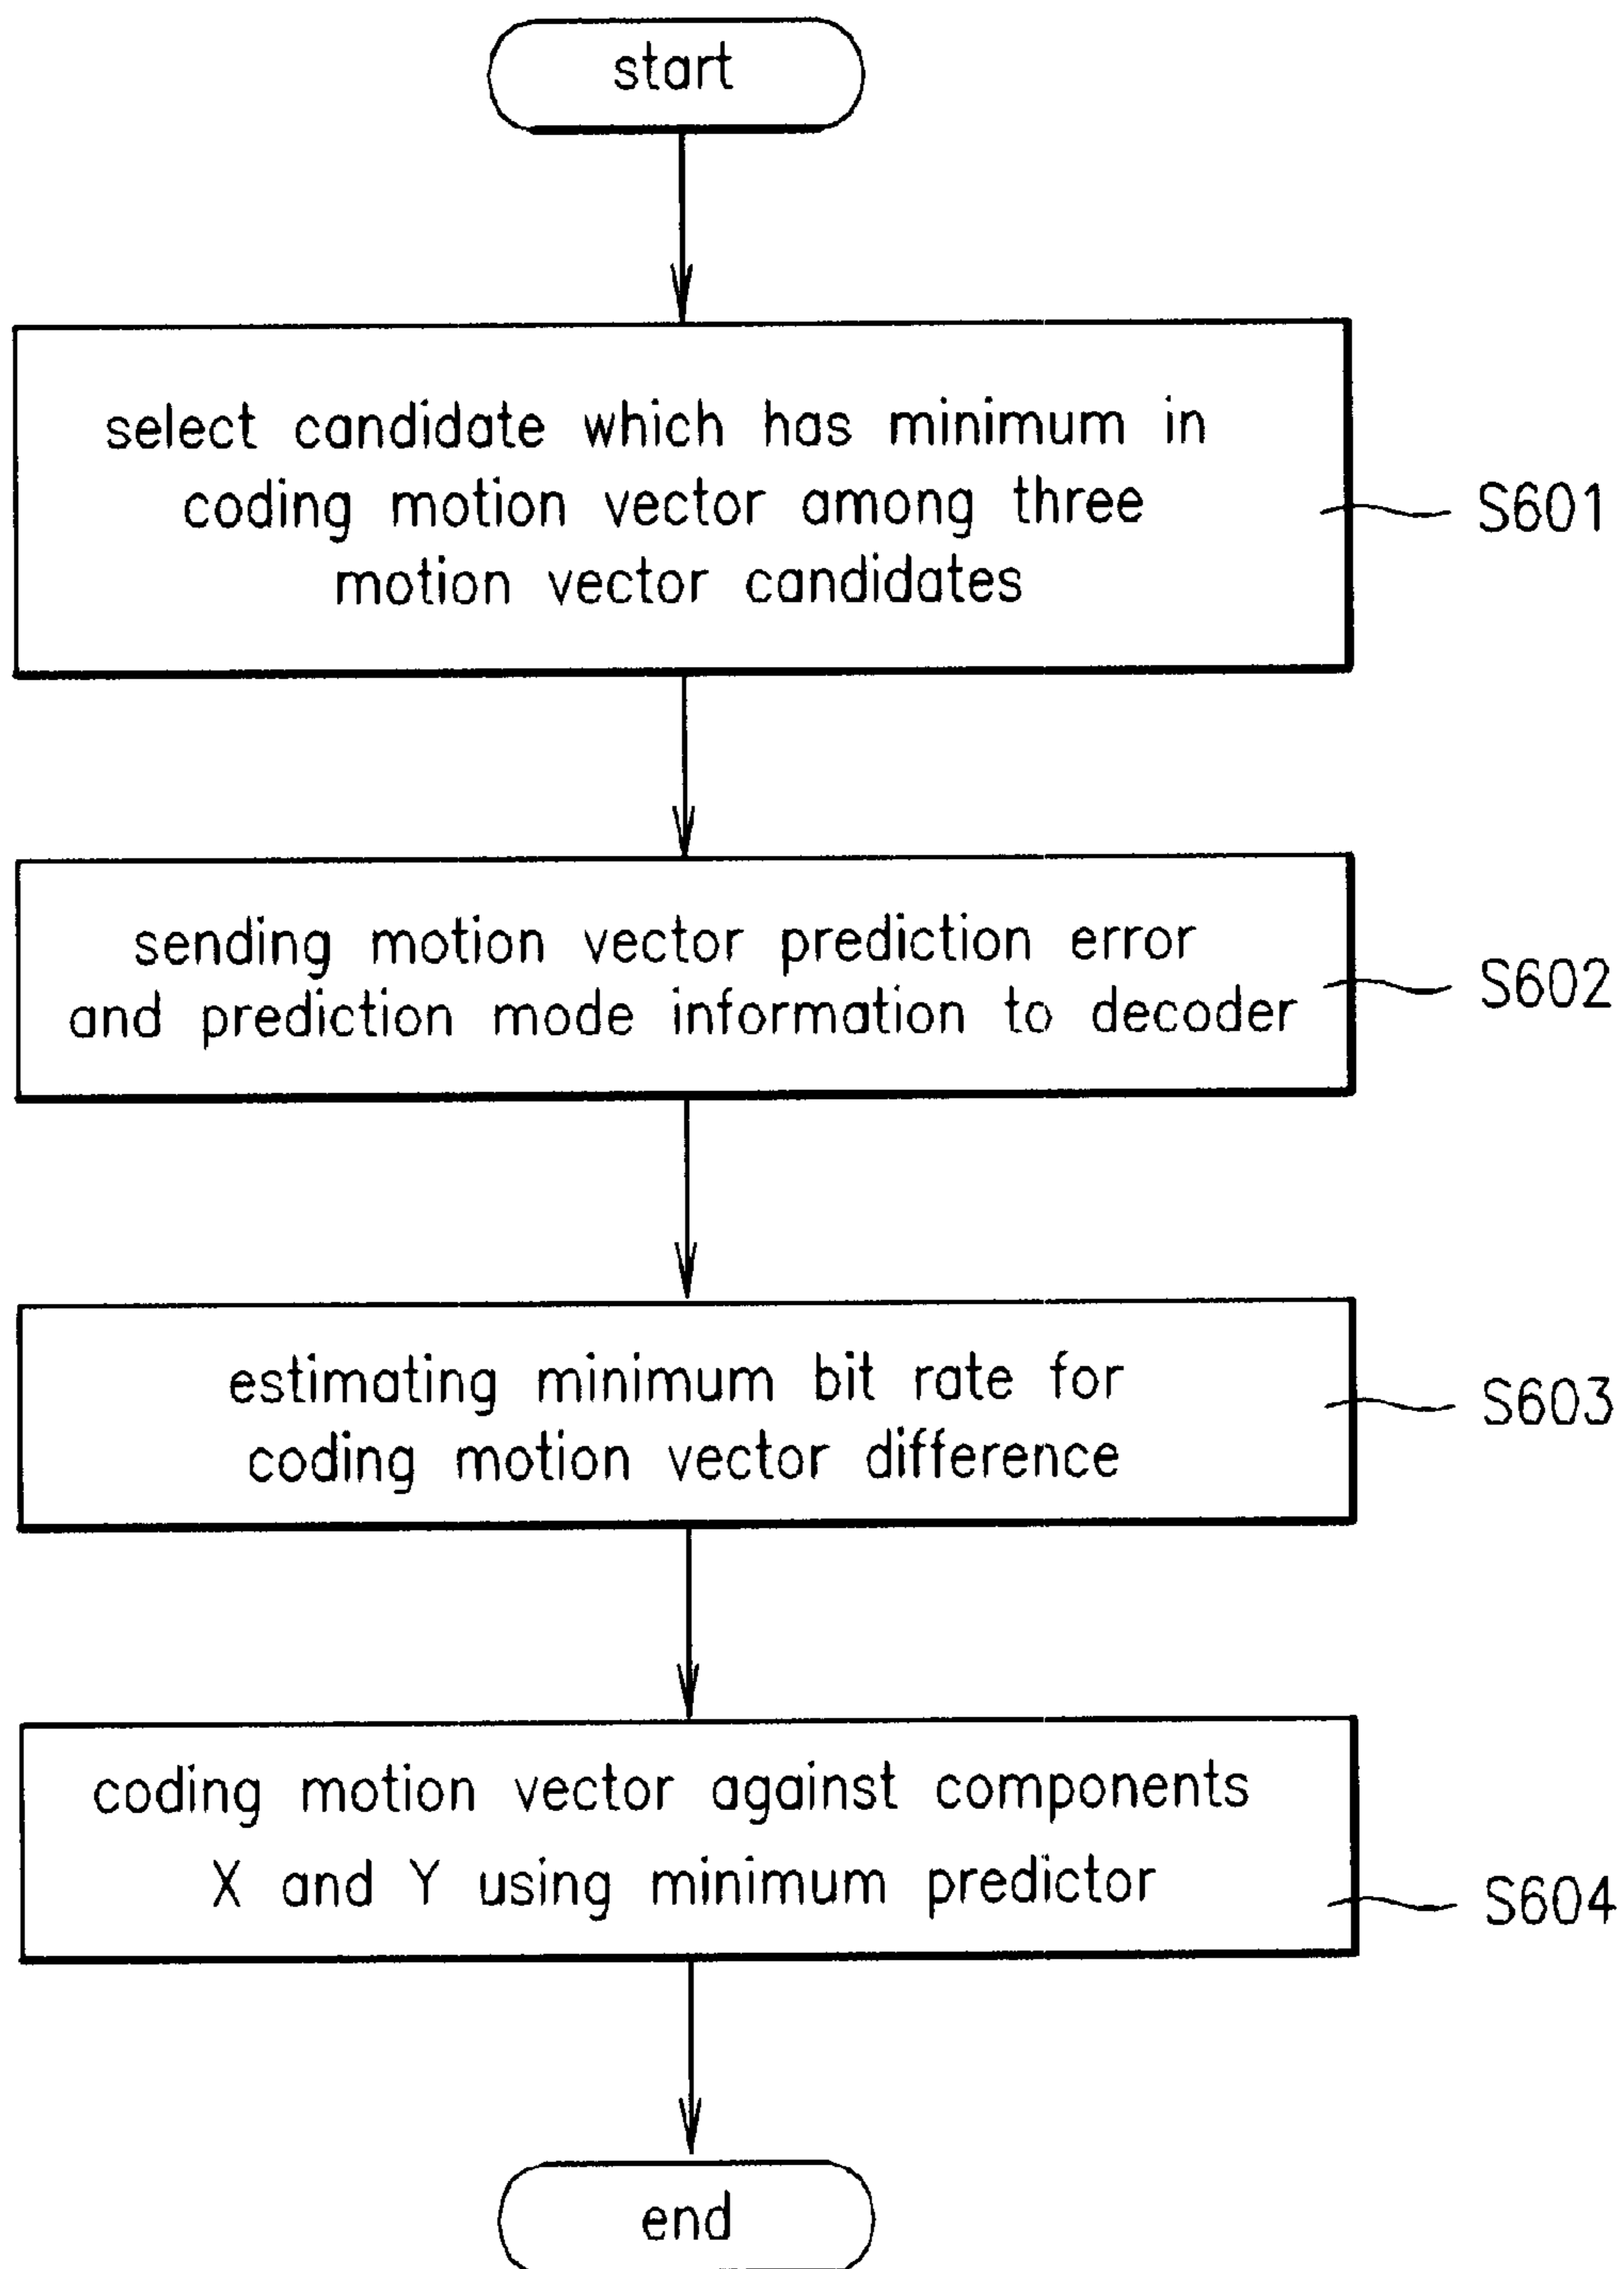 start
select candidate which has minimum in
coding motion vector among three
motion vector candidates
S601
sending motion vector prediction error
and prediction mode information to decoder
S602
estimating minimum bit rate for
coding motion vector difference
S603
coding motion vector against components
X and Y using minimum predictor
S604
end